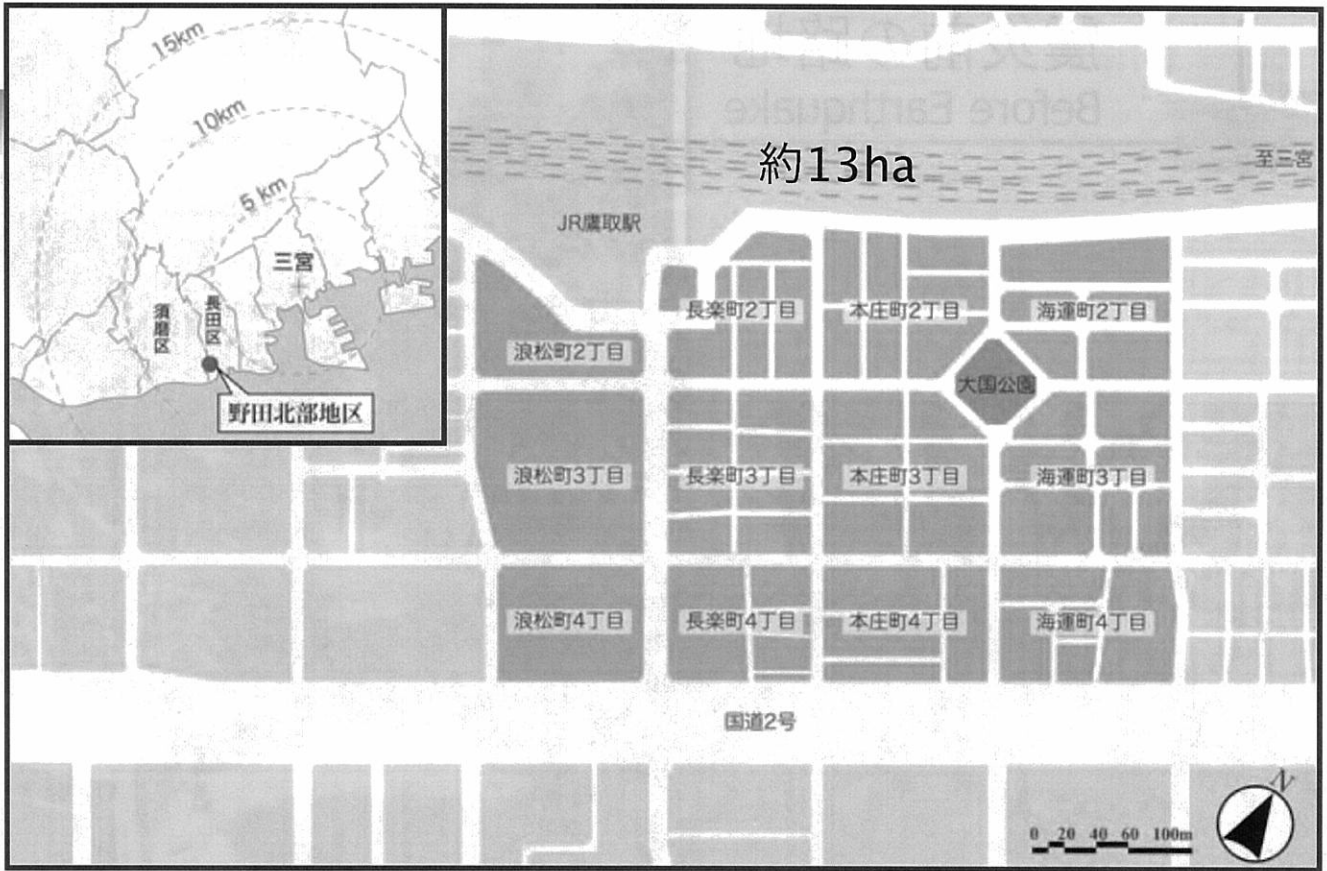 15km
10km
5 km
三宮
須磨区
長田区
野田北部地区
震災前の路地
Before Earthquake
約13ha
至三宮
JR鷹取駅
長楽町2丁目
本庄町2丁目
海運町2丁目
浪松町2丁目
大国公園
浪松町3丁目
長楽町3丁目
本庄町3丁目
海運町3丁目
浪松町4丁目
長楽町4丁目
本庄町4丁目
海運町4丁目
国道2号
N
0 20 40 60 100m